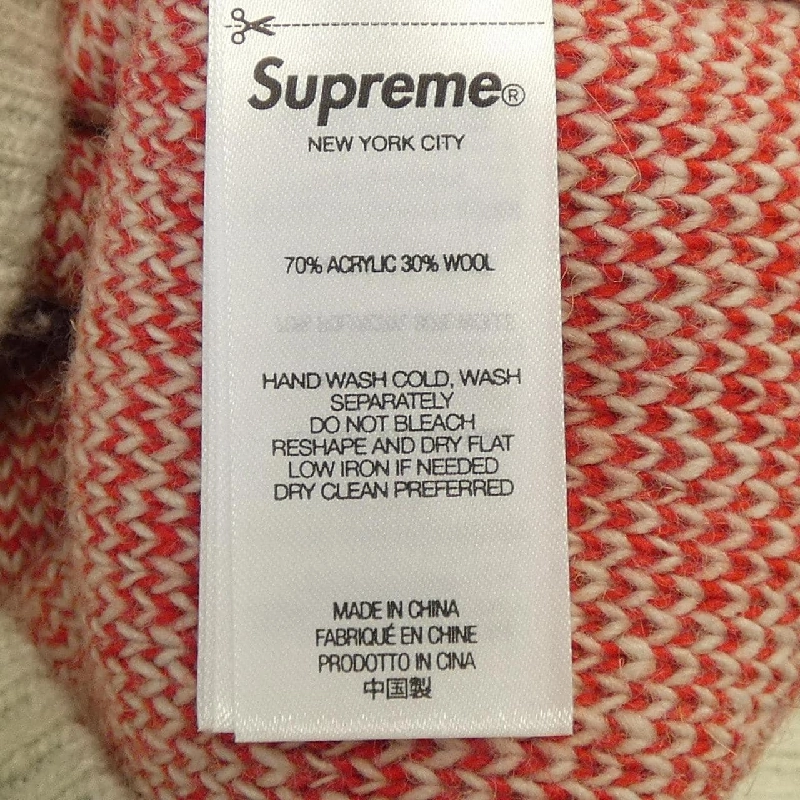 Supreme®
NEW YORK CITY
70% ACRYLIC 30% WOOL
HAND WASH COLD, WASH
SEPARATELY
DO NOT BLEACH
RESHAPE AND DRY FLAT
LOW IRON IF NEEDED
DRY CLEAN PREFERRED
MADE IN CHINA
FABRIQUÉ EN CHINE
PRODOTTO IN CINA
中国製